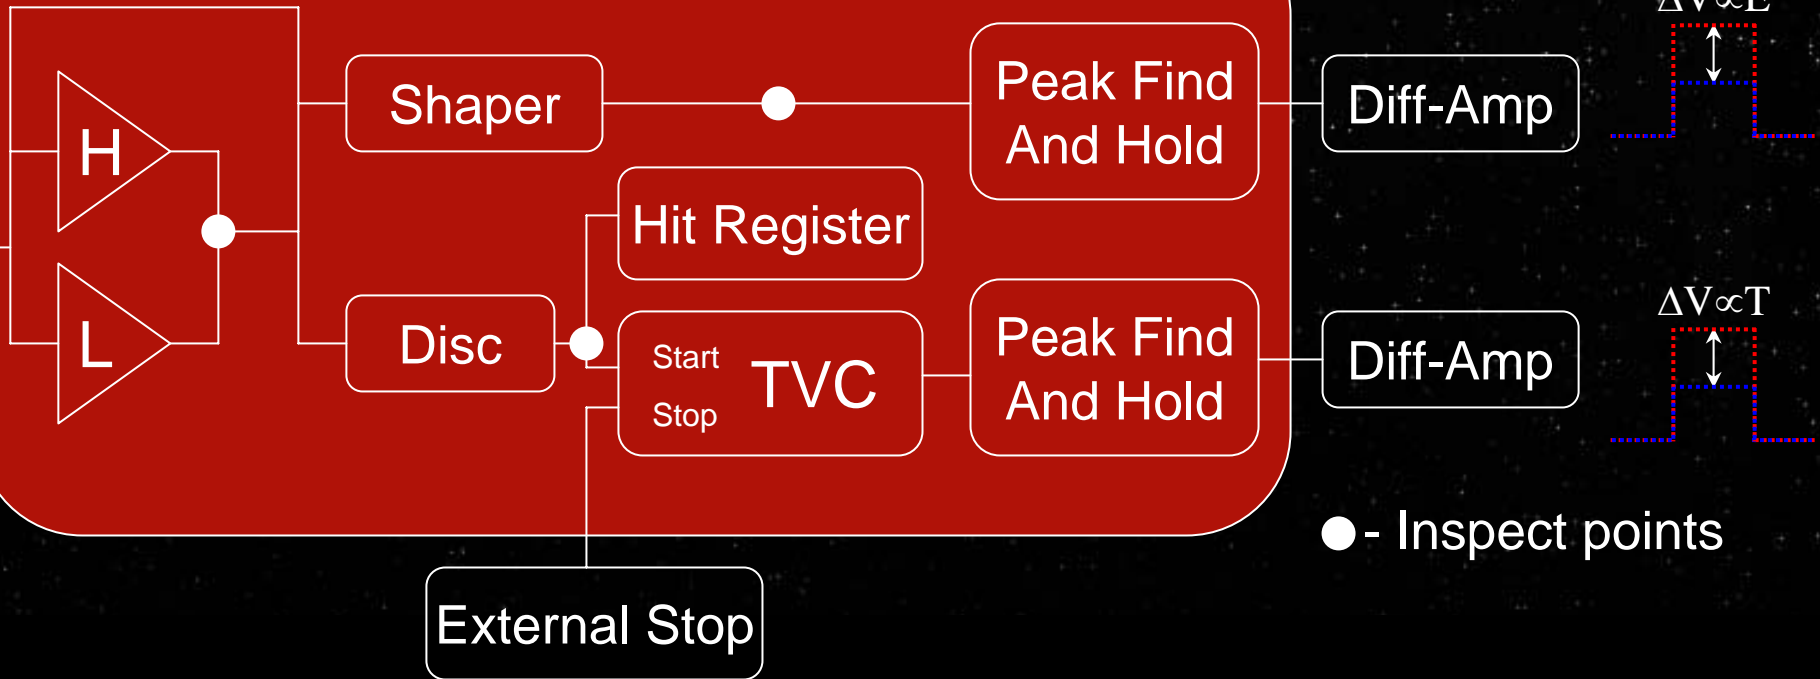 ΔV∝E
Shaper
Peak Find
And Hold
Diff-Amp
H
Hit Register
L
Disc
Start
Stop
TVC
Peak Find
And Hold
Diff-Amp
ΔV∝T
- Inspect points
External Stop